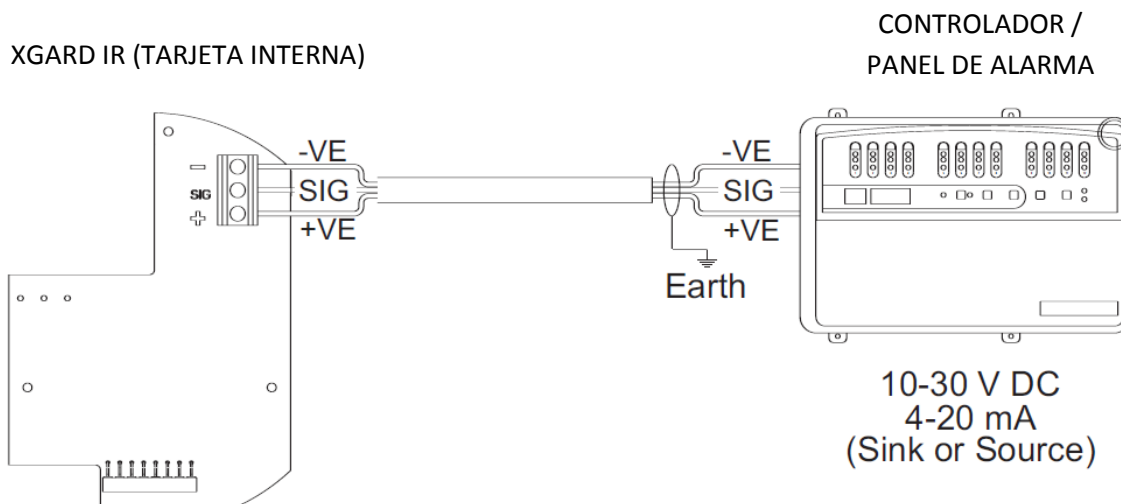 XGARD IR (TARJETA INTERNA)
CONTROLADOR /
PANEL DE ALARMA
-VE
SIG
+VE
-
SIG
+
-VE
SIG
+VE
Earth
10-30 V DC
4-20 mA
(Sink or Source)